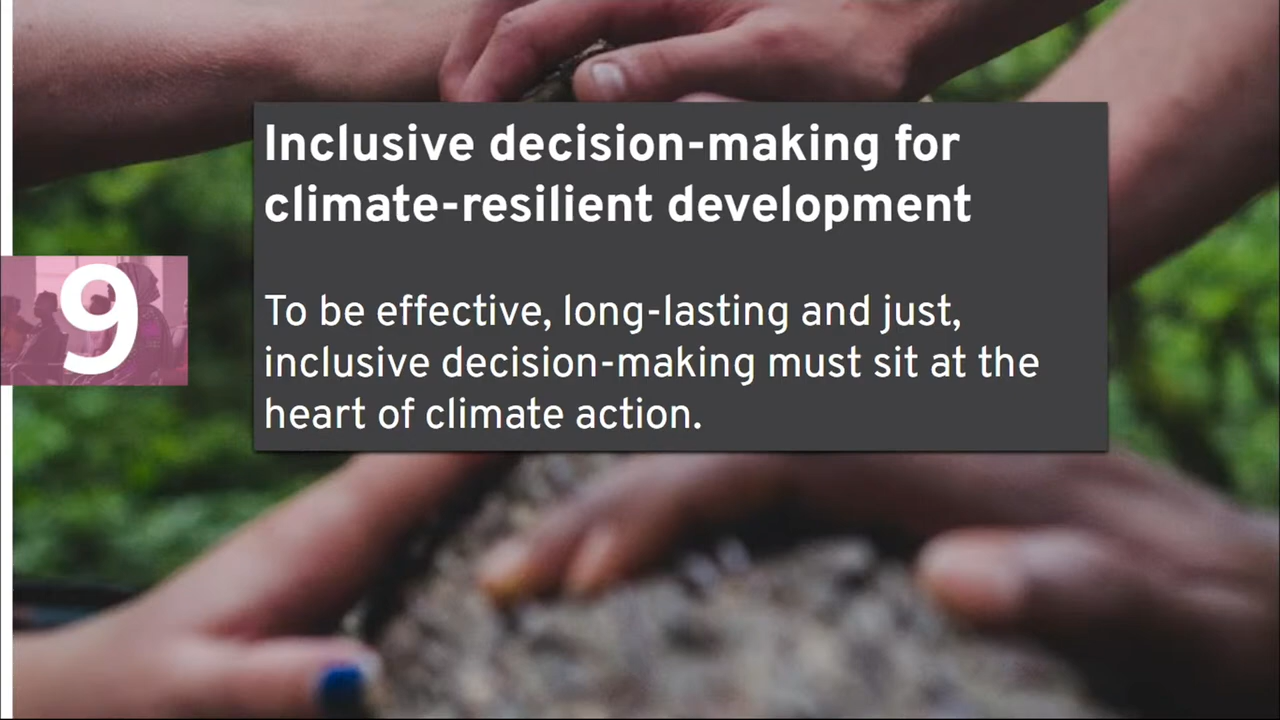 Inclusive decision-making for
climate-resilient development
9
To be effective, long-lasting and just,
inclusive decision-making must sit at the
heart of climate action.